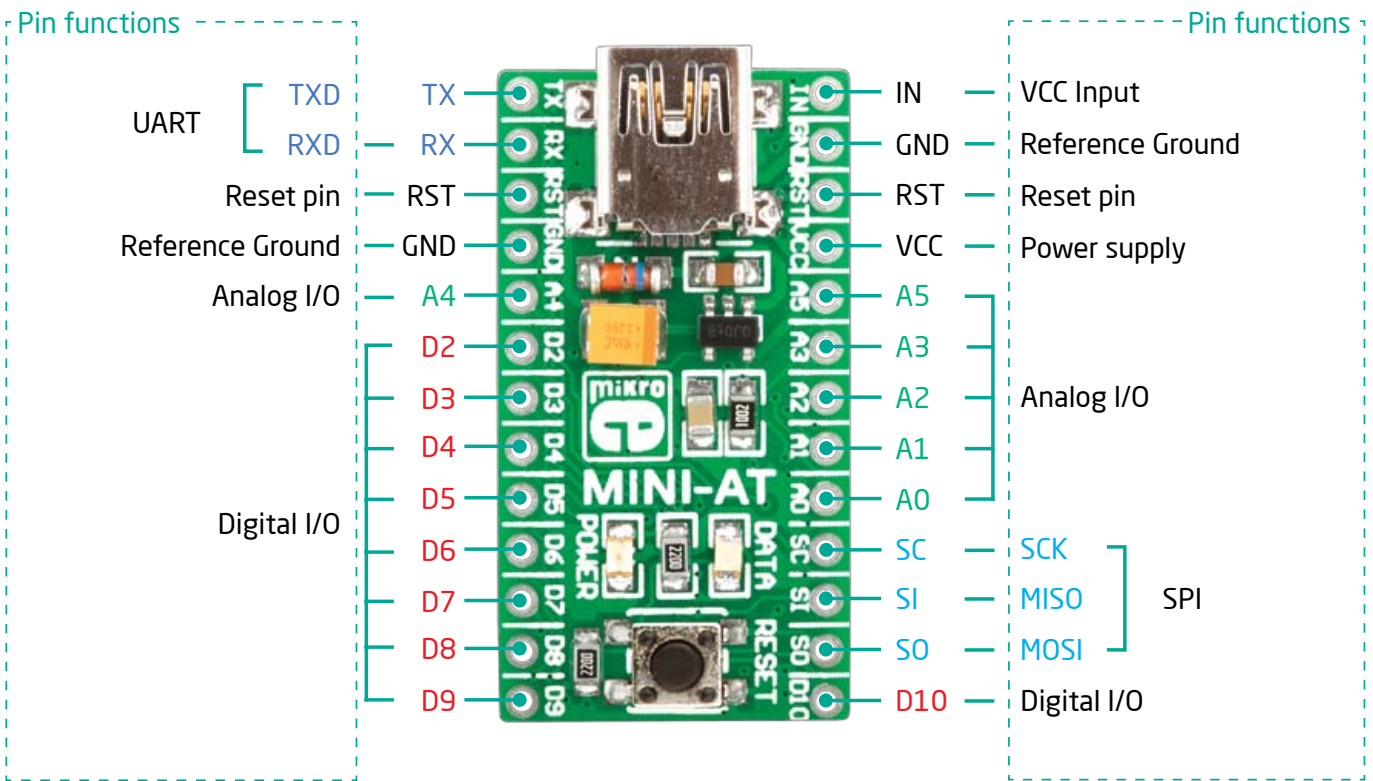 Pin functions
Pin functions
UART
TXD TX
RXD RX
Reset pin RST
Reference Ground GND
Analog I/O A4
D2
D3
D4
D5
Digital I/O
D6
D7
D8
D9
IN VCC Input
GND Reference Ground
RST Reset pin
VCC Power supply
A5
A3
A2 Analog I/O
A1
A0
SC SCK
SI MISO SPI
SO MOSI
D10 Digital I/O
TX
RX
RST
GND
A4
D2
D3
D4
D5
D6
D7
D8
D9
IN
GND
RST
VCC
A5
A3
A2
A1
A0
SC
SI
SO
D10
mikro
e
1002
MINI-AT
POWER
2200
DATA
RESET
2200